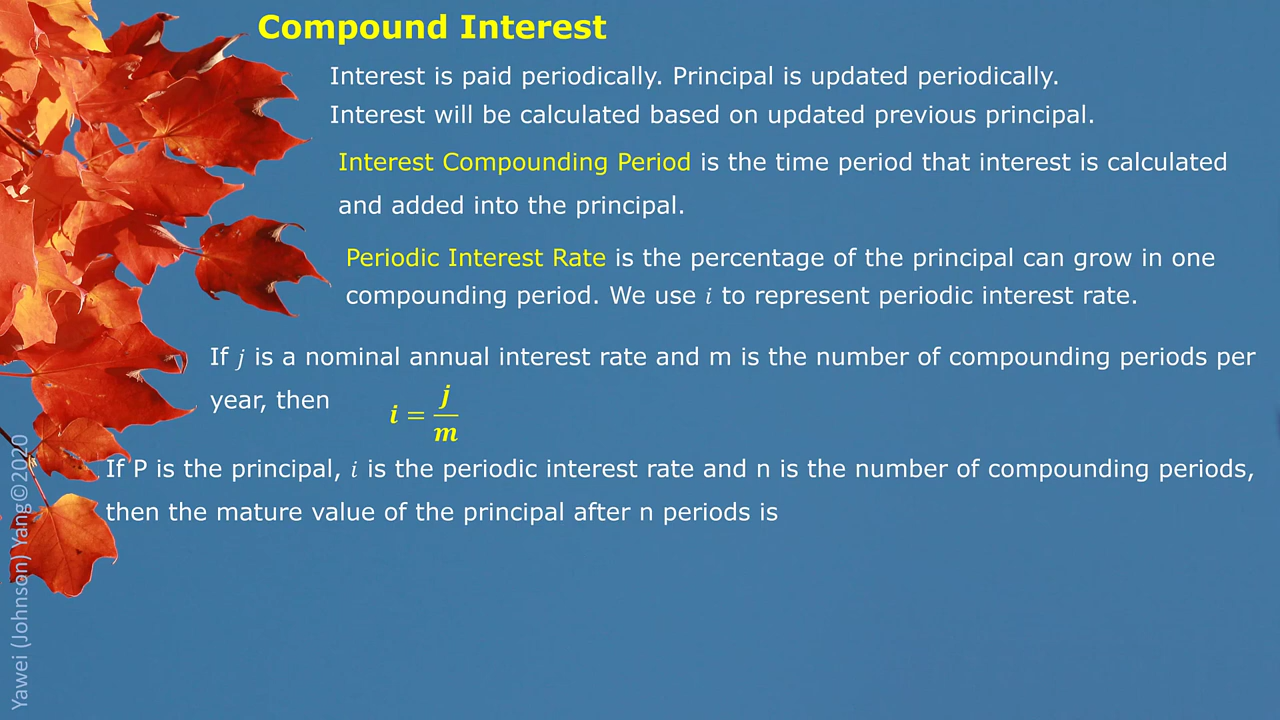 Compound Interest
Interest is paid periodically. Principal is updated periodically.
Interest will be calculated based on updated previous principal.
Interest Compounding Period is the time period that interest is calculated
and added into the principal.
Periodic Interest Rate is the percentage of the principal can grow in one
compounding period. We use i to represent periodic interest rate.
If j is a nominal annual interest rate and m is the number of compounding periods per
year, then i = j/m
If P is the principal, i is the periodic interest rate and n is the number of compounding periods,
then the mature value of the principal after n periods is
Yawei (Johnson) Yang©2020